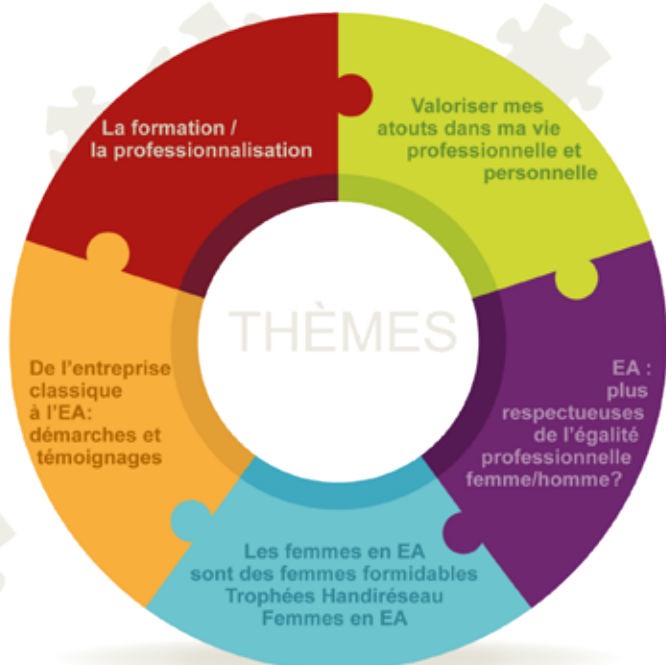 La formation /
la professionnalisation
Valoriser mes
atouts dans ma vie
professionnelle et
personnelle
THÈMES
De l'entreprise
classique
à l'EA:
démarches et
témoignages
EA :
plus
respectueuses
de l'égalité
professionnelle
femme/homme?
Les femmes en EA
sont des femmes formidables
Trophées Handiréseau
Femmes en EA